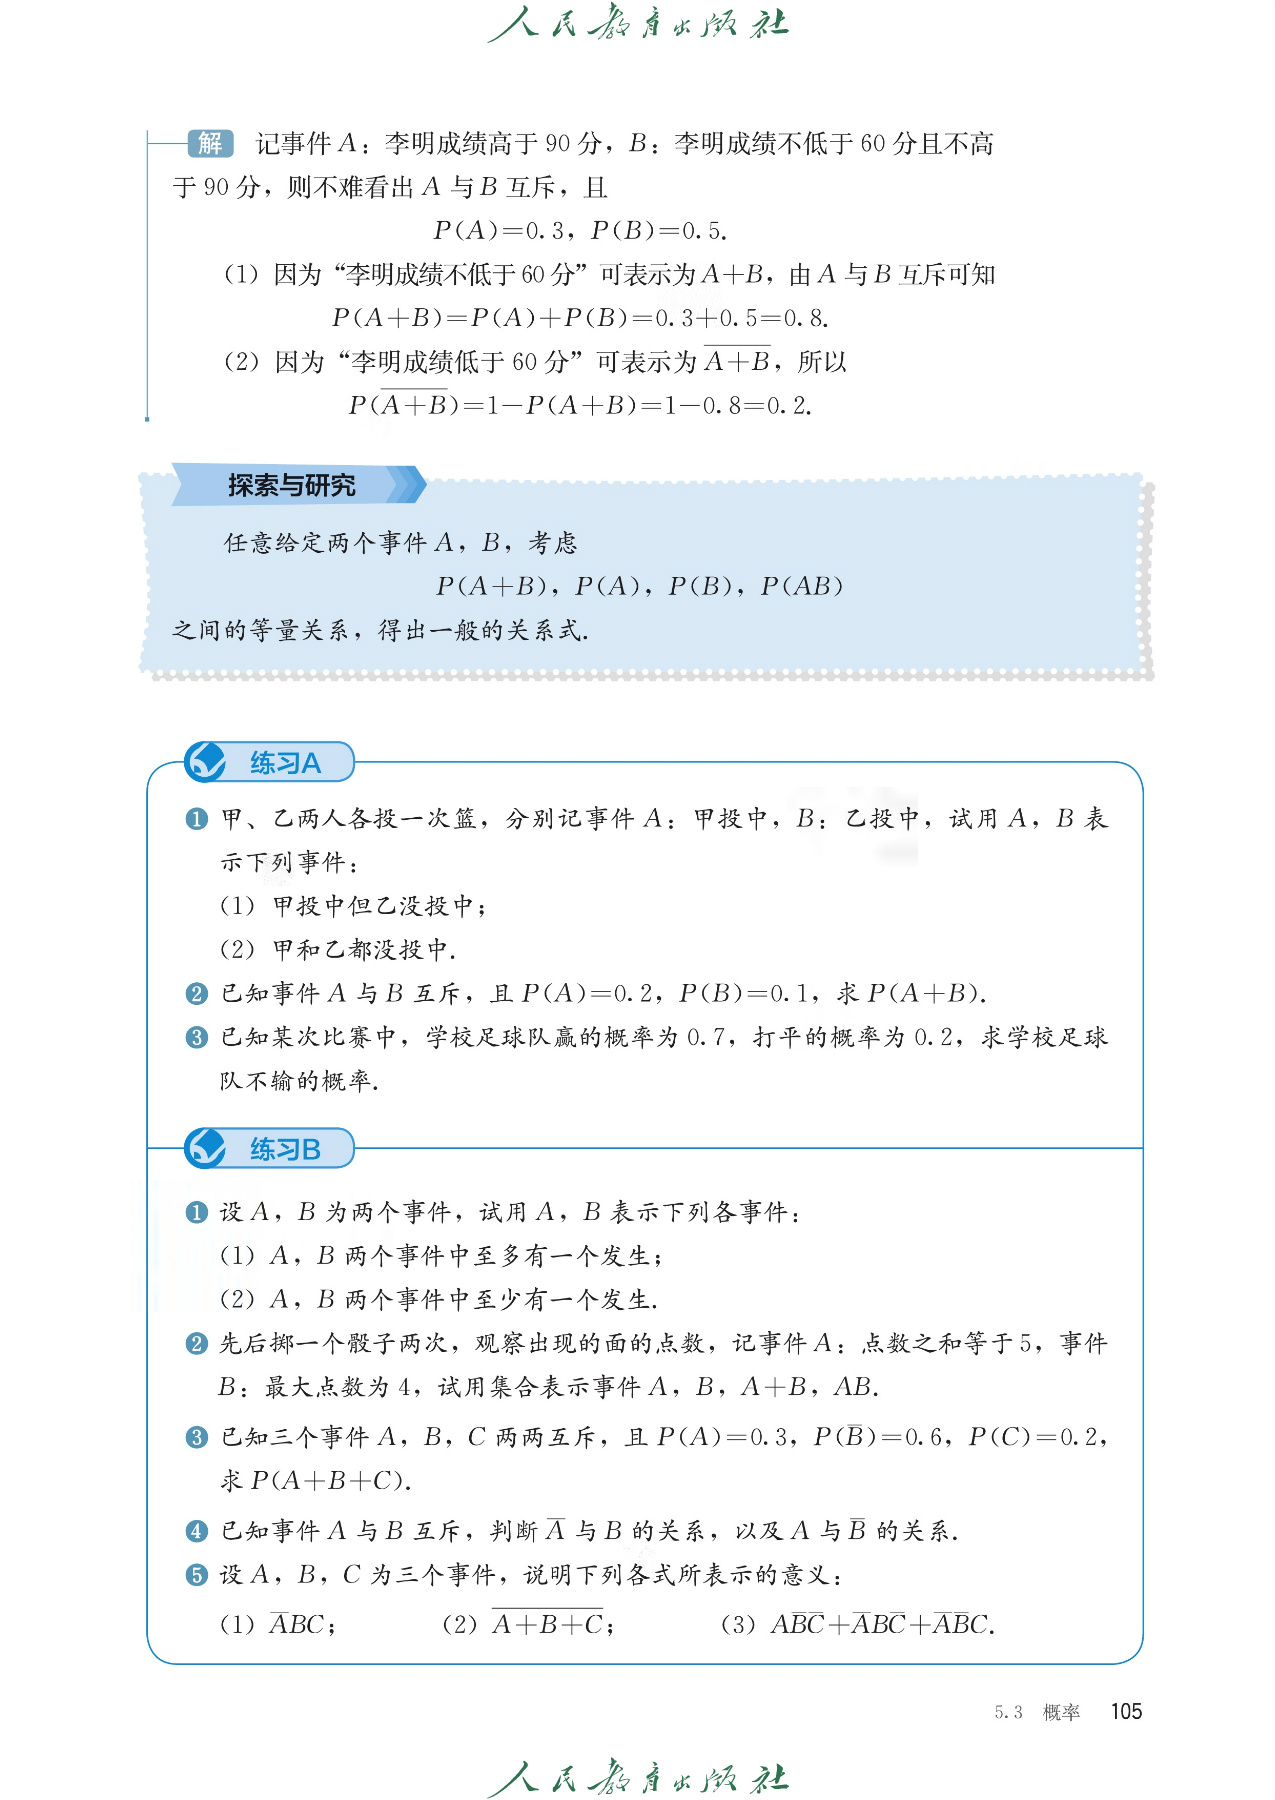 人民教育出版社
解 记事件 A：李明成绩高于 90 分，B：李明成绩不低于 60 分且不高
于 90 分，则不难看出 A 与 B 互斥，且
P(A)=0.3，P(B)=0.5.
（1）因为“李明成绩不低于 60 分”可表示为 A+B，由 A 与 B 互斥可知
P(A+B)=P(A)+P(B)=0.3+0.5=0.8.
（2）因为“李明成绩低于 60 分”可表示为 $\overline{A+B}$，所以
P($\overline{A+B}$)=1-P(A+B)=1-0.8=0.2.
探索与研究
任意给定两个事件 A，B，考虑
P(A+B)，P(A)，P(B)，P(AB)
之间的等量关系，得出一般的关系式.
练习A
❶ 甲、乙两人各投一次篮，分别记事件 A：甲投中，B：乙投中，试用 A，B 表
示下列事件：
（1）甲投中但乙没投中；
（2）甲和乙都没投中.
❷ 已知事件 A 与 B 互斥，且 P(A)=0.2，P(B)=0.1，求 P(A+B).
❸ 已知某次比赛中，学校足球队赢的概率为 0.7，打平的概率为 0.2，求学校足球
队不输的概率.
练习B
❶ 设 A，B 为两个事件，试用 A，B 表示下列各事件：
（1）A，B 两个事件中至多有一个发生；
（2）A，B 两个事件中至少有一个发生.
❷ 先后掷一个骰子两次，观察出现的面的点数，记事件 A：点数之和等于 5，事件
B：最大点数为 4，试用集合表示事件 A，B，A+B，AB.
❸ 已知三个事件 A，B，C 两两互斥，且 P(A)=0.3，P($\overline{B}$)=0.6，P(C)=0.2，
求 P(A+B+C).
❹ 已知事件 A 与 B 互斥，判断 $\overline{A}$ 与 B 的关系，以及 A 与 $\overline{B}$ 的关系.
❺ 设 A，B，C 为三个事件，说明下列各式所表示的意义：
（1）$\overline{A}$BC；（2）$\overline{A+B+C}$；（3）A$\overline{B}$$\overline{C}$+$\overline{A}$B$\overline{C}$+$\overline{A}$$\overline{B}$C.
5.3 概率 105
人民教育出版社